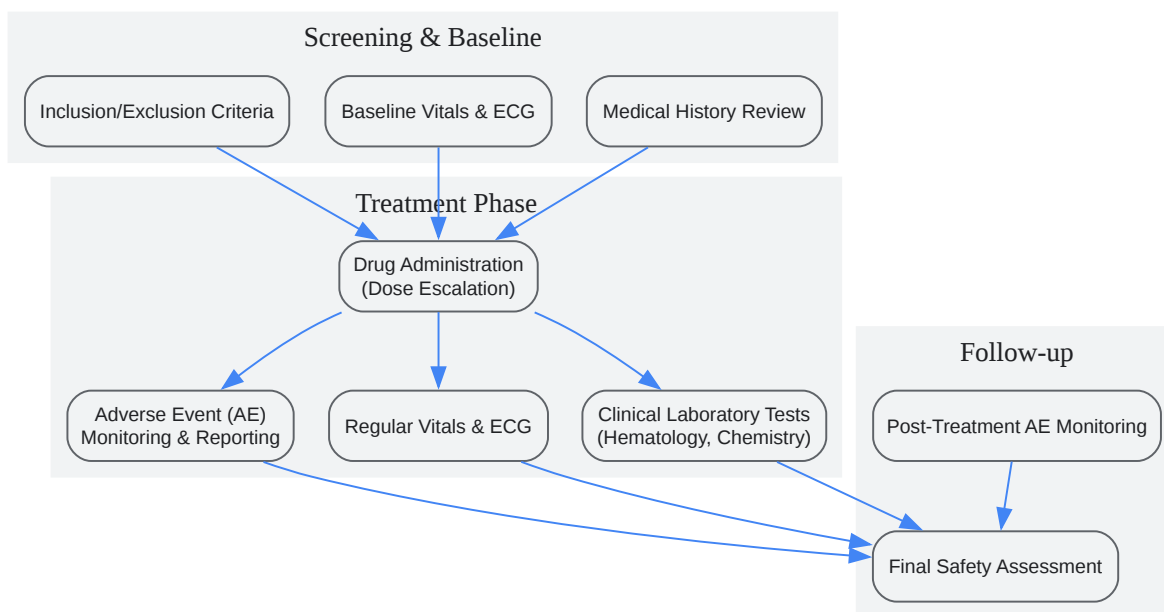 Screening & Baseline
Inclusion/Exclusion Criteria
Baseline Vitals & ECG
Medical History Review
Treatment Phase
Drug Administration
(Dose Escalation)
Follow-up
Adverse Event (AE)
Monitoring & Reporting
Regular Vitals & ECG
Clinical Laboratory Tests
(Hematology, Chemistry)
Post-Treatment AE Monitoring
Final Safety Assessment